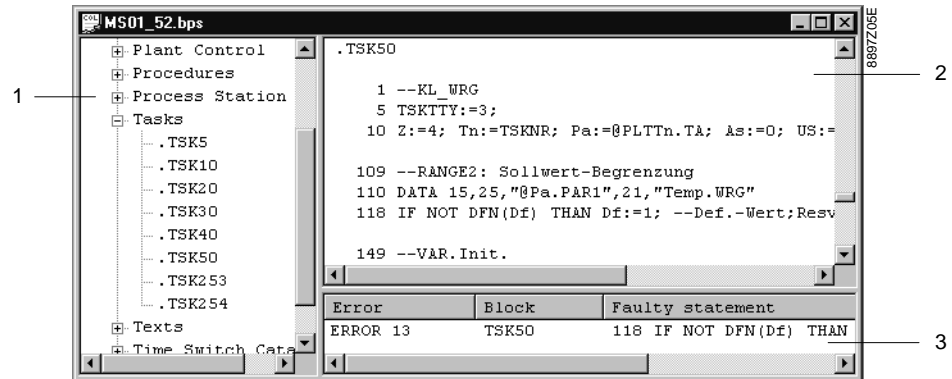 COL MS01_52.bps
8897Z05E
1
Plant Control
Procedures
Process Station
Tasks
.TSK5
.TSK10
.TSK20
.TSK30
.TSK40
.TSK50
.TSK253
.TSK254
Texts
Time Switch Cata
.TSK50
1 --KL_WRG
5 TSKTTY:=3;
10 Z:=4; Tn:=TSKNR; Pa:=@PLTTn.TA; As:=0; US:=
109 --RANGE2: Sollwert-Begrenzung
110 DATA 15,25,"@Pa.PAR1",21,"Temp.WRG"
118 IF NOT DFN(Df) THAN Df:=1; --Def.-Wert;Resv
149 --VAR.Init.
2
Error Block Faulty statement
ERROR 13 TSK50 118 IF NOT DFN(Df) THAN
3